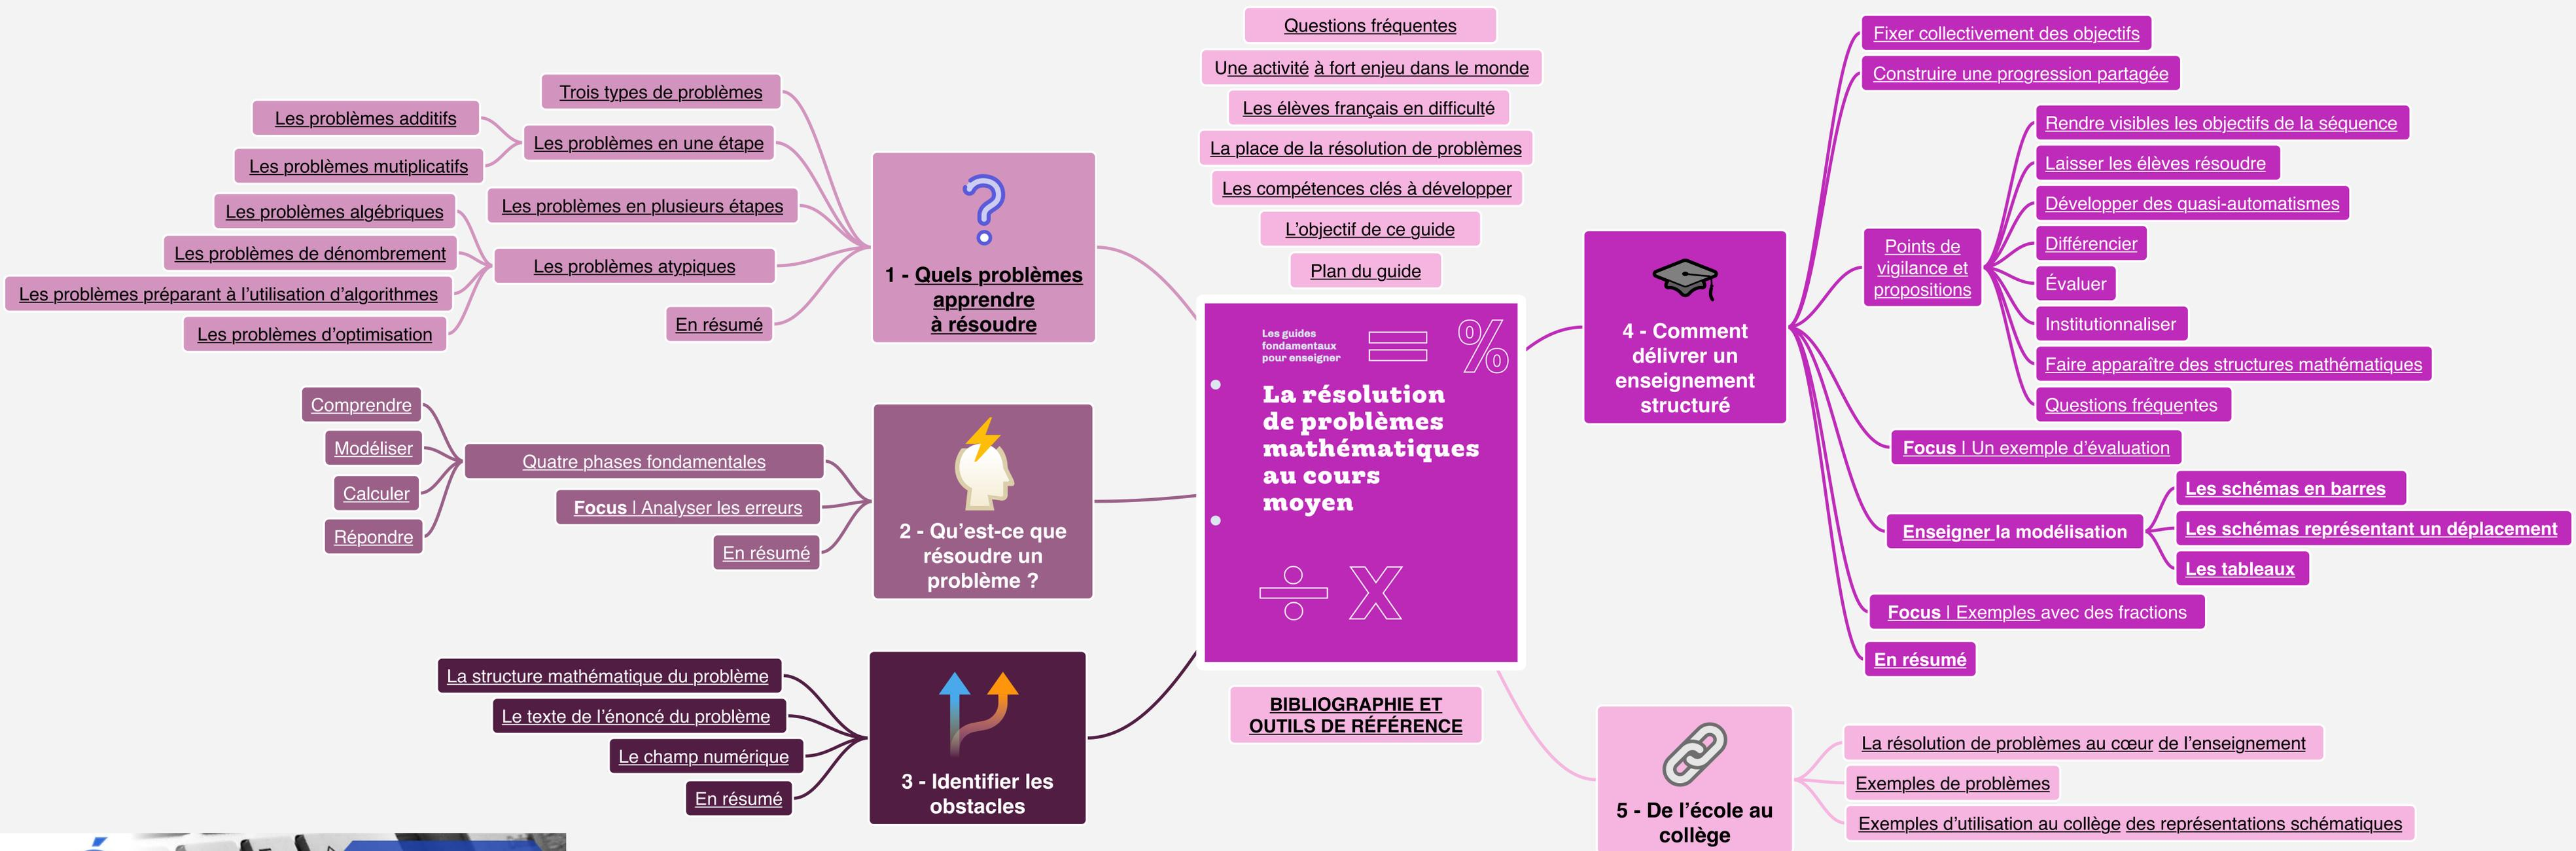 Questions fréquentes
Une activité à fort enjeu dans le monde
Les élèves français en difficulté
La place de la résolution de problèmes
Les compétences clés à développer
L'objectif de ce guide
Plan du guide
Les guides
fondamentaux
pour enseigner
= %
La résolution
de problèmes
mathématiques
au cours
moyen
÷ X
BIBLIOGRAPHIE ET
OUTILS DE RÉFÉRENCE
1 - Quels problèmes
apprendre
à résoudre
Trois types de problèmes
Les problèmes en une étape
Les problèmes additifs
Les problèmes mutiplicatifs
Les problèmes en plusieurs étapes
Les problèmes atypiques
Les problèmes algébriques
Les problèmes de dénombrement
Les problèmes préparant à l'utilisation d'algorithmes
Les problèmes d'optimisation
En résumé
2 - Qu'est-ce que
résoudre un
problème ?
Quatre phases fondamentales
Comprendre
Modéliser
Calculer
Répondre
Focus | Analyser les erreurs
En résumé
3 - Identifier les
obstacles
La structure mathématique du problème
Le texte de l'énoncé du problème
Le champ numérique
En résumé
4 - Comment
délivrer un
enseignement
structuré
Fixer collectivement des objectifs
Construire une progression partagée
Points de
vigilance et
propositions
Rendre visibles les objectifs de la séquence
Laisser les élèves résoudre
Développer des quasi-automatismes
Différencier
Évaluer
Institutionnaliser
Faire apparaître des structures mathématiques
Questions fréquentes
Focus | Un exemple d'évaluation
Enseigner la modélisation
Les schémas en barres
Les schémas représentant un déplacement
Les tableaux
Focus | Exemples avec des fractions
En résumé
5 - De l'école au
collège
La résolution de problèmes au cœur de l'enseignement
Exemples de problèmes
Exemples d'utilisation au collège des représentations schématiques